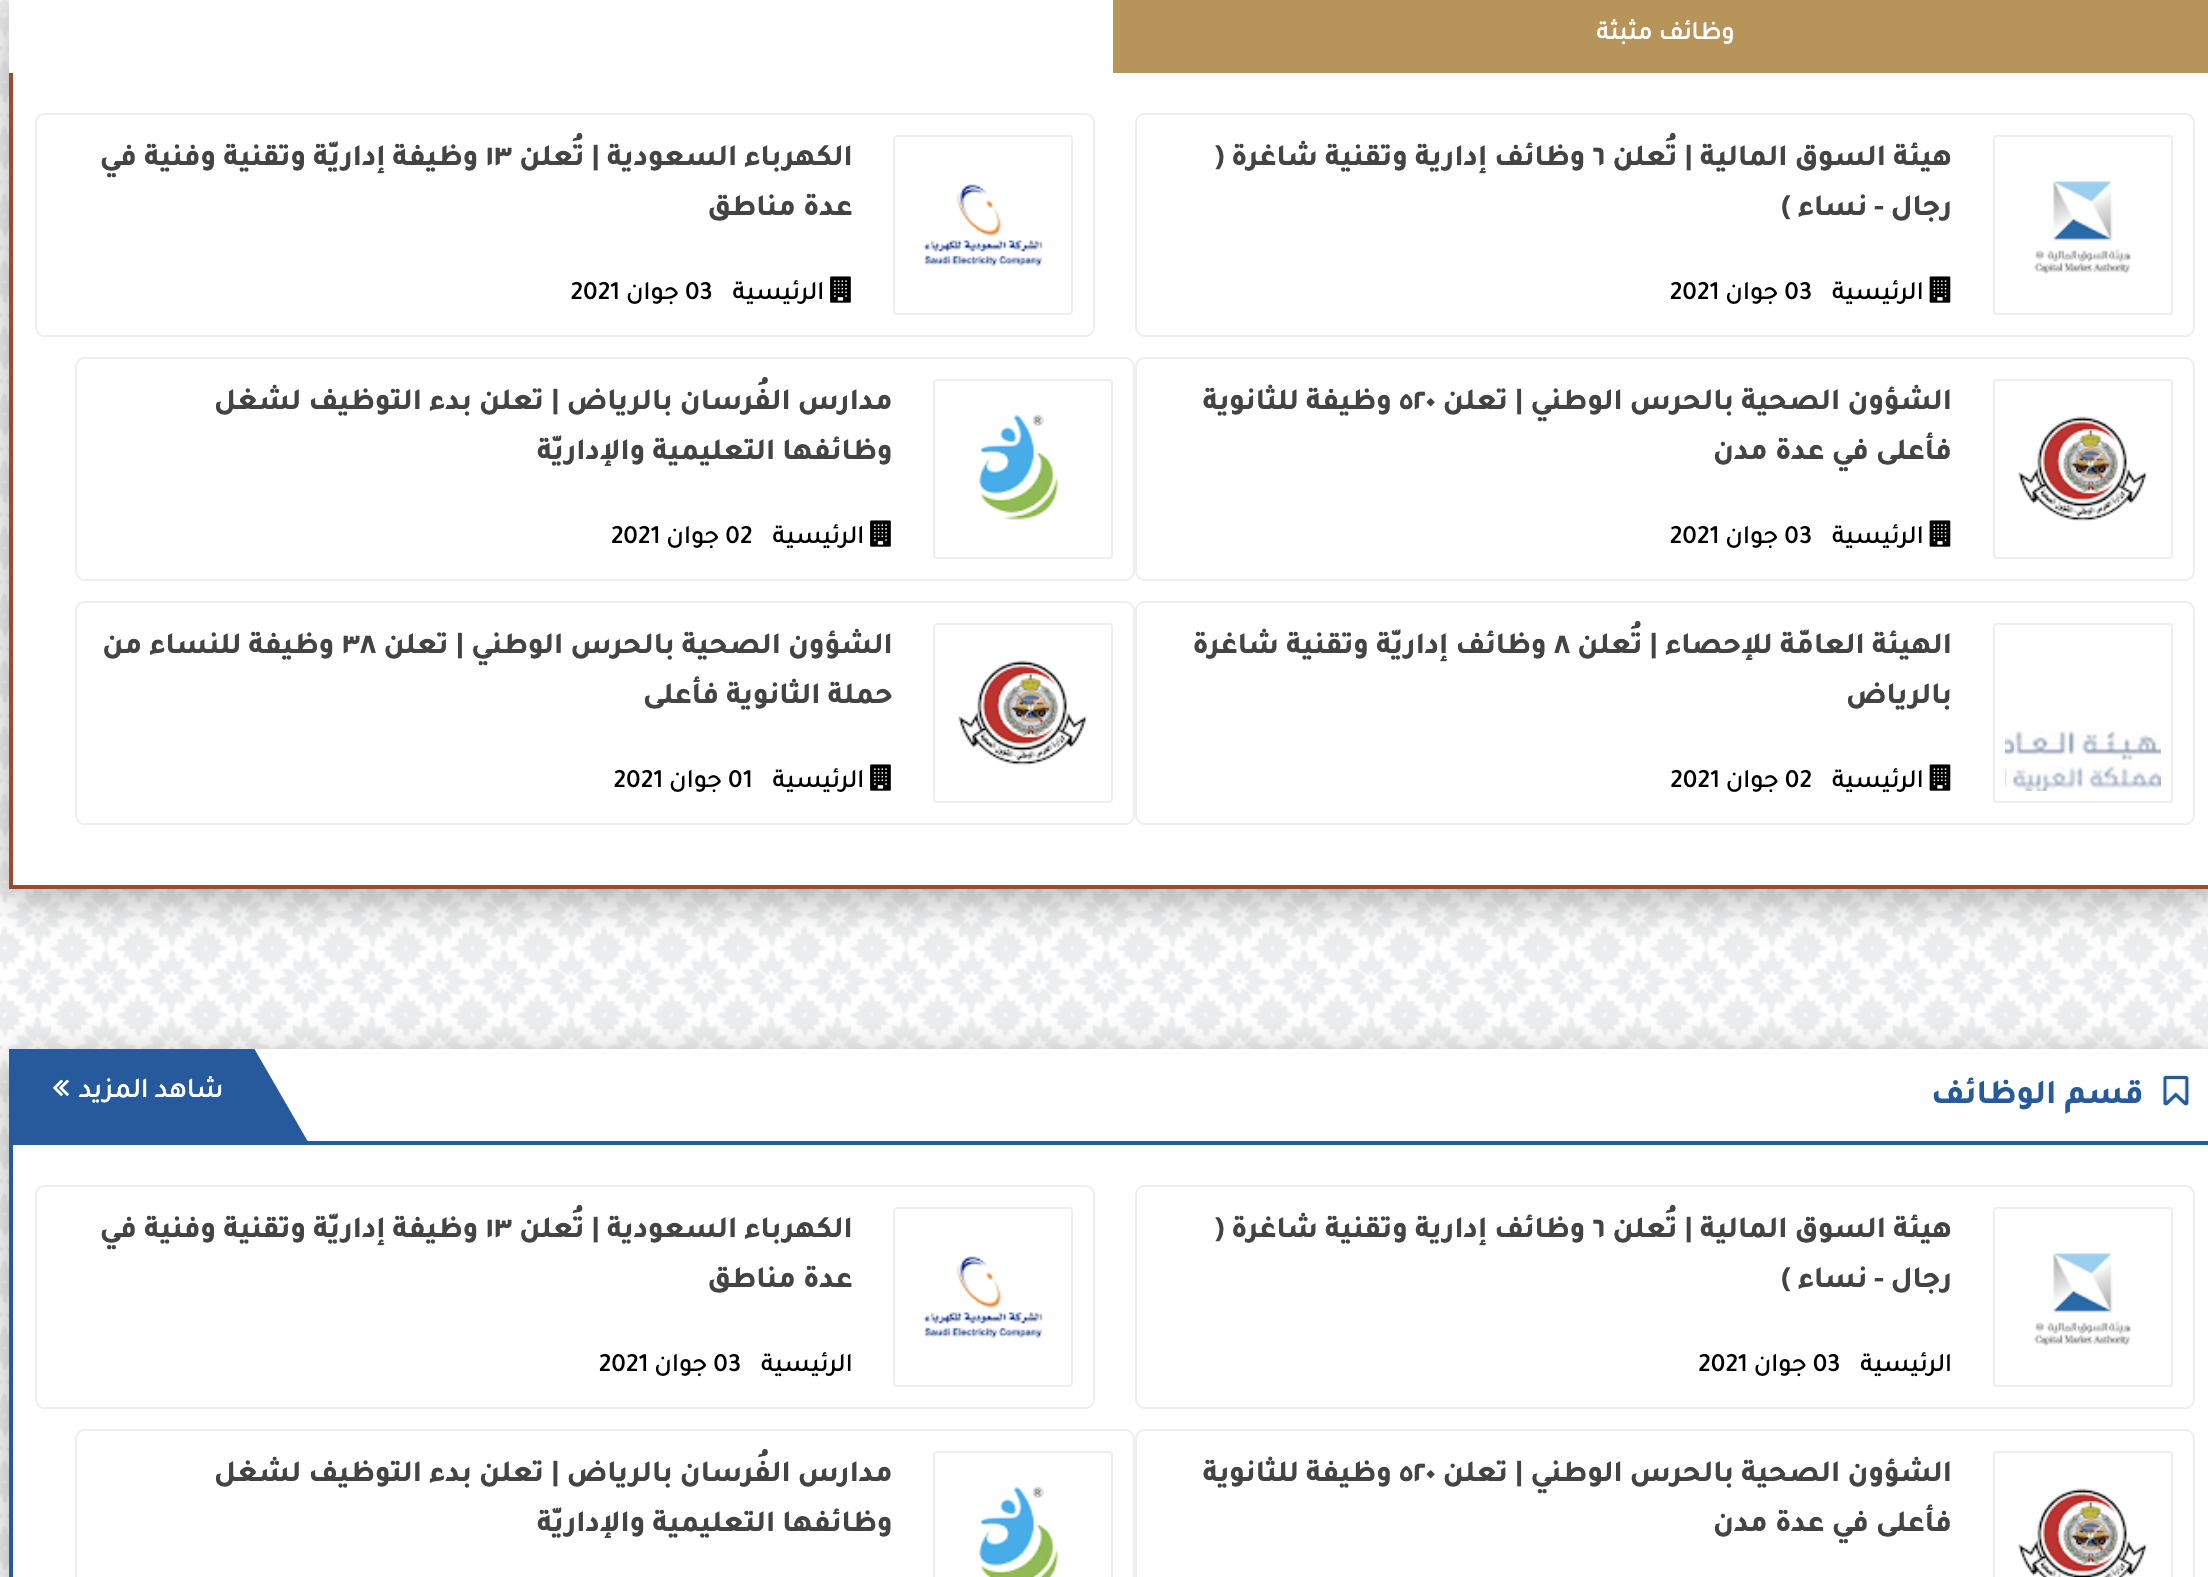 وظائف مثبثة
هيئة السوق المالية | تُعلن ٦ وظائف إدارية وتقنية شاغرة (
رجال - نساء )
الرئيسية 03 جوان 2021
هيئة السوق المالية
Capital Market Authority
الكهرباء السعودية | تُعلن ١٣ وظيفة إداريّة وتقنية وفنية في
عدة مناطق
الرئيسية 03 جوان 2021
الشركة السعودية للكهرباء
Saudi Electricity Company
الشؤون الصحية بالحرس الوطني | تعلن ٥٢٠ وظيفة للثانوية
فأعلى في عدة مدن
الرئيسية 03 جوان 2021
مدارس الفُرسان بالرياض | تعلن بدء التوظيف لشغل
وظائفها التعليمية والإداريّة
الرئيسية 02 جوان 2021
®
الهيئة العامّة للإحصاء | تُعلن ٨ وظائف إداريّة وتقنية شاغرة
بالرياض
الرئيسية 02 جوان 2021
الشؤون الصحية بالحرس الوطني | تعلن ٣٨ وظيفة للنساء من
حملة الثانوية فأعلى
الرئيسية 01 جوان 2021
قسم الوظائف
شاهد المزيد »
هيئة السوق المالية | تُعلن ٦ وظائف إدارية وتقنية شاغرة (
رجال - نساء )
الرئيسية 03 جوان 2021
هيئة السوق المالية
Capital Market Authority
الكهرباء السعودية | تُعلن ١٣ وظيفة إداريّة وتقنية وفنية في
عدة مناطق
الرئيسية 03 جوان 2021
الشركة السعودية للكهرباء
Saudi Electricity Company
الشؤون الصحية بالحرس الوطني | تعلن ٥٢٠ وظيفة للثانوية
فأعلى في عدة مدن
مدارس الفُرسان بالرياض | تعلن بدء التوظيف لشغل
وظائفها التعليمية والإداريّة
®